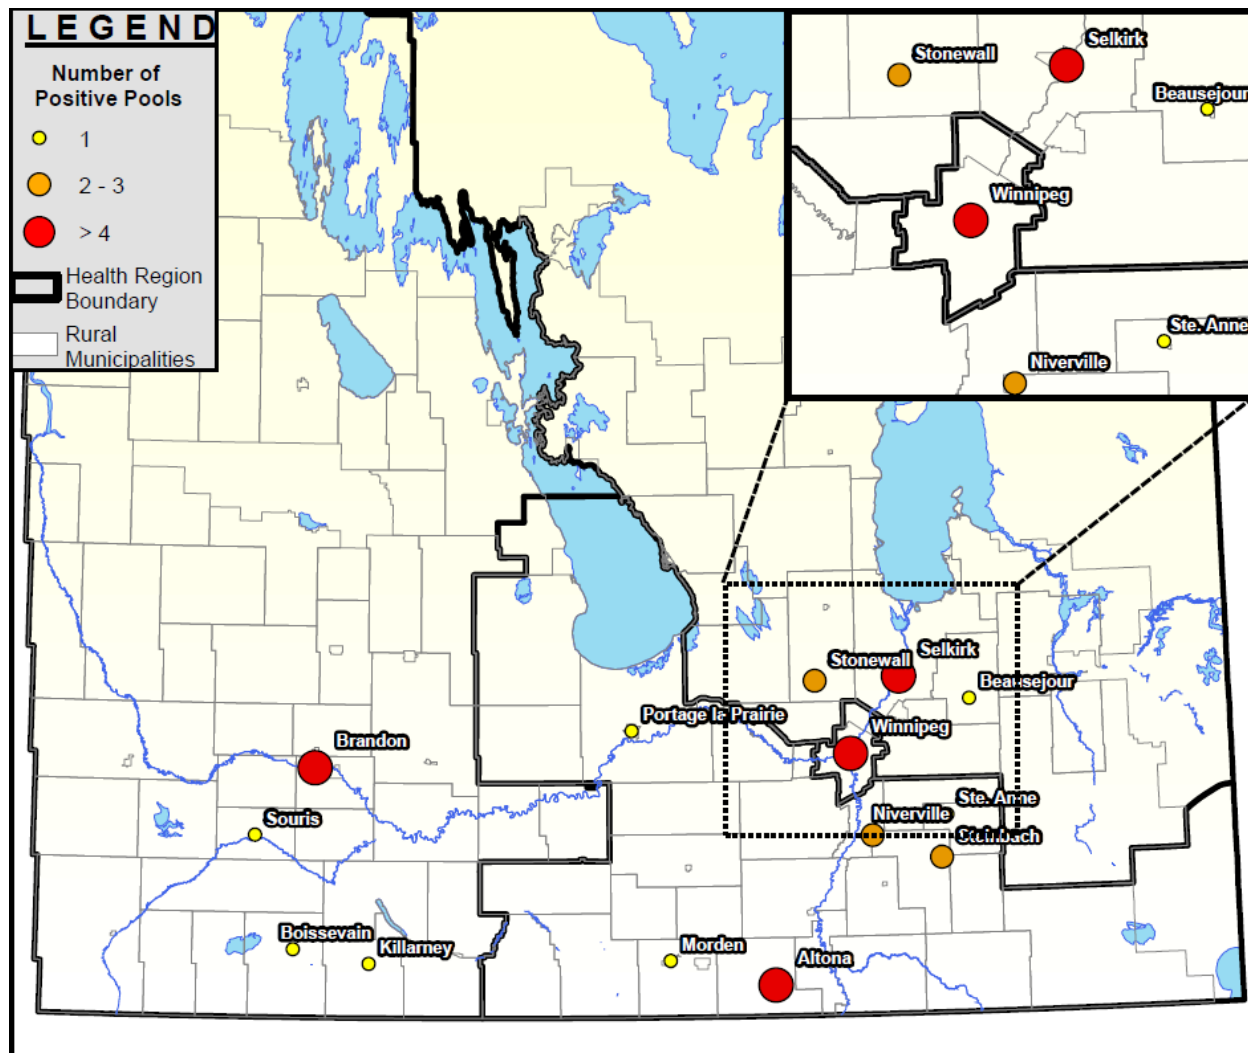 LEGEND
Number of
Positive Pools
1
2 - 3
> 4
Health Region
Boundary
Rural
Municipalities
Stonewall
Selkirk
Beausejour
Winnipeg
Ste. Anne
Niverville
Stonewall
Selkirk
Beausejour
Portage la Prairie
Winnipeg
Brandon
Souris
Ste. Anne
Niverville
Steinbach
Boissevain
Killarney
Morden
Altona